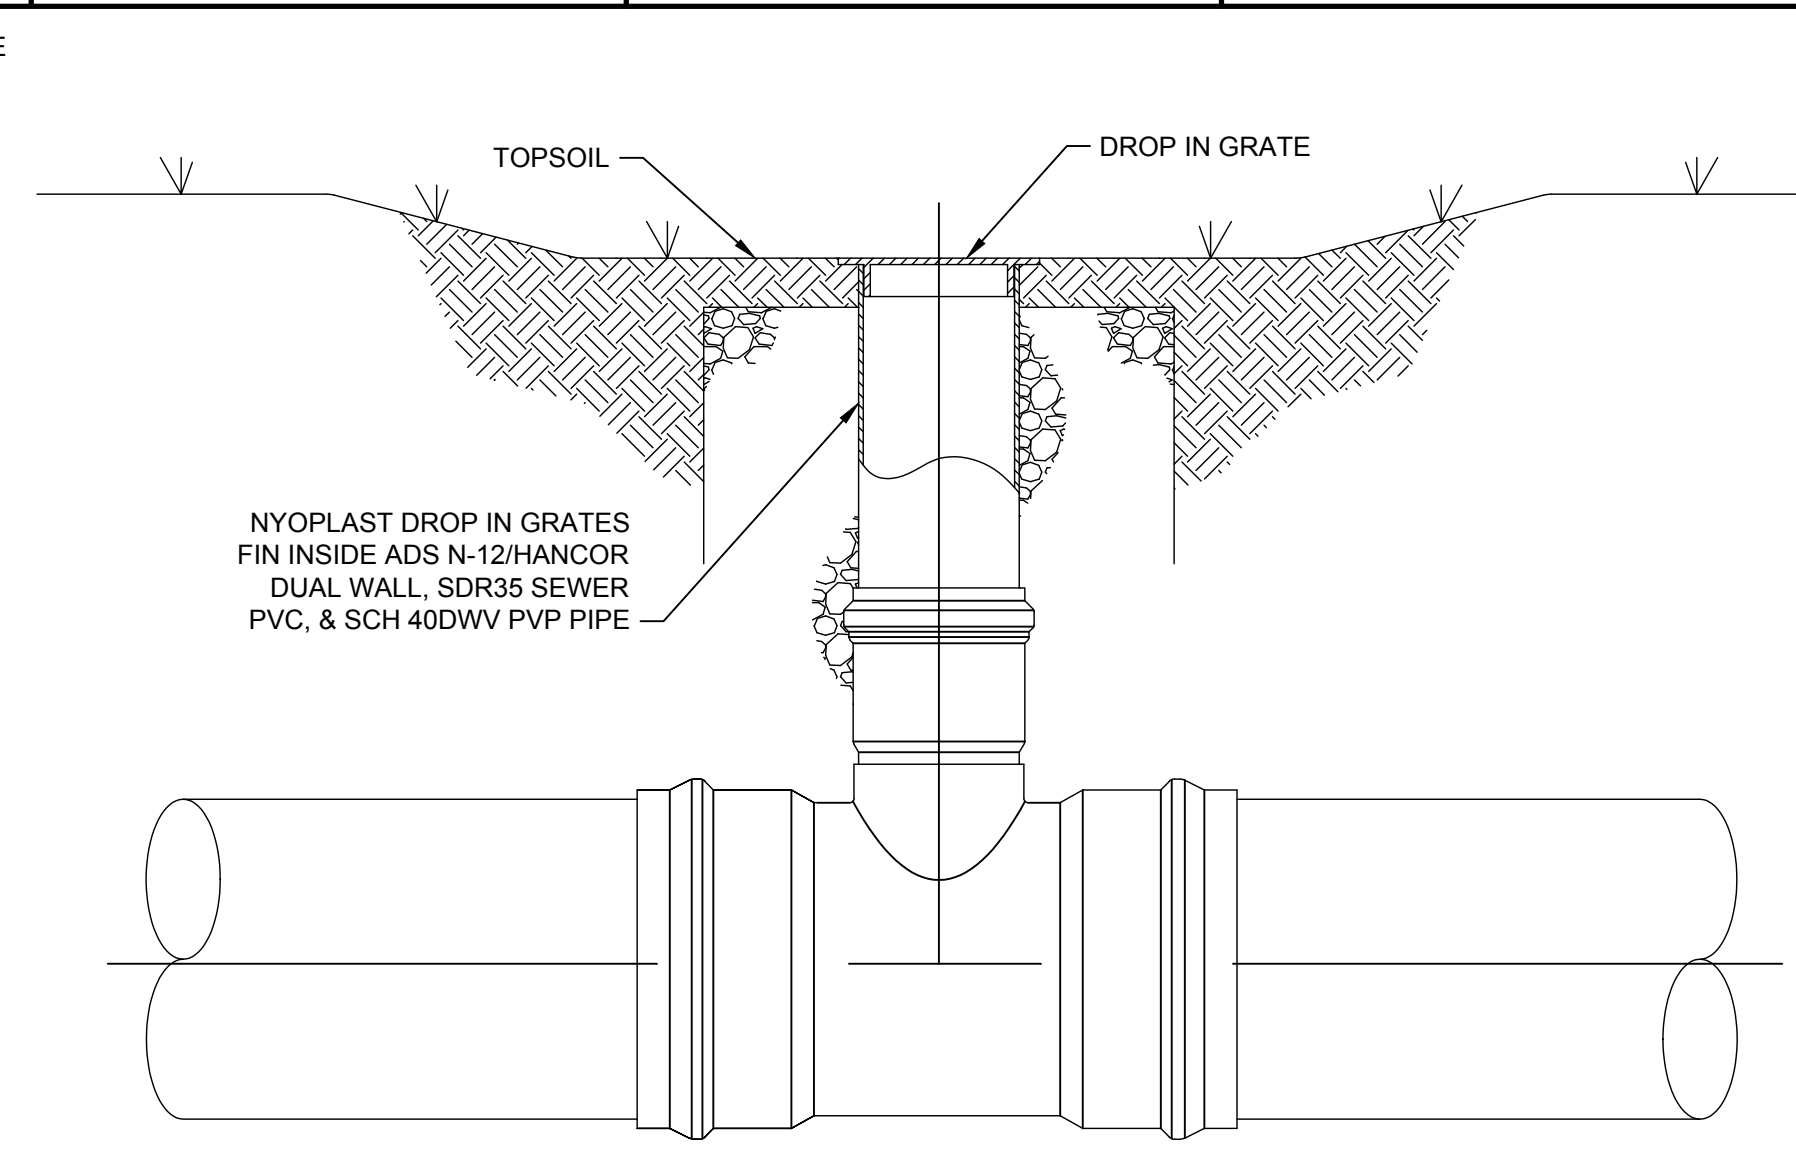 E
TOPSOIL
DROP IN GRATE
NYOPLAST DROP IN GRATES
FIN INSIDE ADS N-12/HANCOR
DUAL WALL, SDR35 SEWER
PVC, & SCH 40DWV PVP PIPE